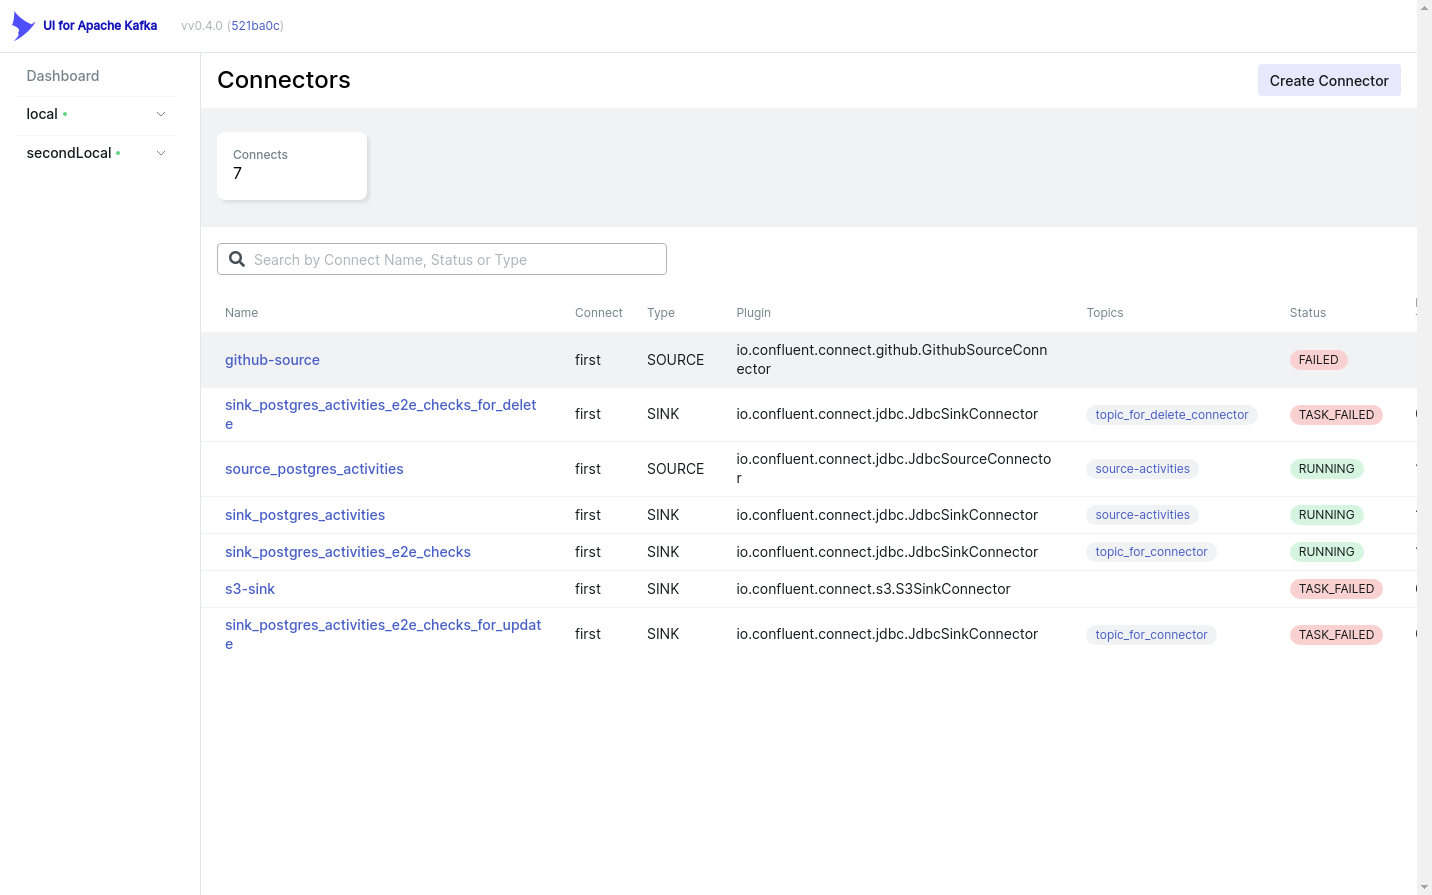 UI for Apache Kafka vv0.4.0 (521ba0c)
Dashboard
local
secondLocal
Connectors
Create Connector
Connects
7
Search by Connect Name, Status or Type
Name Connect Type Plugin Topics Status
github-source first SOURCE io.confluent.connect.github.GithubSourceConn
ector FAILED
sink_postgres_activities_e2e_checks_for_delet
e first SINK io.confluent.connect.jdbc.JdbcSinkConnector topic_for_delete_connector TASK_FAILED
source_postgres_activities first SOURCE io.confluent.connect.jdbc.JdbcSourceConnecto
r source-activities RUNNING
sink_postgres_activities first SINK io.confluent.connect.jdbc.JdbcSinkConnector source-activities RUNNING
sink_postgres_activities_e2e_checks first SINK io.confluent.connect.jdbc.JdbcSinkConnector topic_for_connector RUNNING
s3-sink first SINK io.confluent.connect.s3.S3SinkConnector TASK_FAILED
sink_postgres_activities_e2e_checks_for_updat
e first SINK io.confluent.connect.jdbc.JdbcSinkConnector topic_for_connector TASK_FAILED